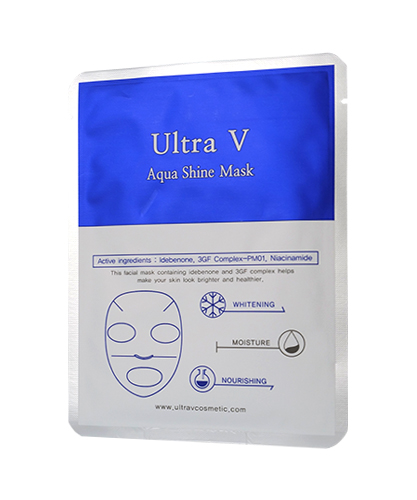 Ultra V
Aqua Shine Mask
Active ingredients : Idebenone, 3GF Complex-PM01, Niacinamide
This facial mask containing idebenone and 3GF complex helps
make your skin look brighter and healthier.
WHITENING
MOISTURE
NOURISHING
www.ultravcosmetic.com